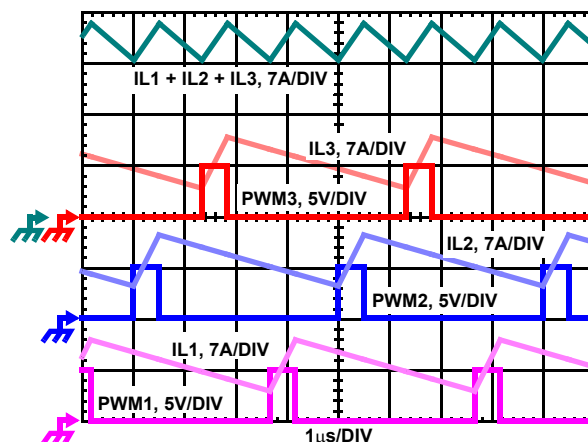 IL1 + IL2 + IL3, 7A/DIV
IL3, 7A/DIV
PWM3, 5V/DIV
IL2, 7A/DIV
PWM2, 5V/DIV
IL1, 7A/DIV
PWM1, 5V/DIV
1μs/DIV